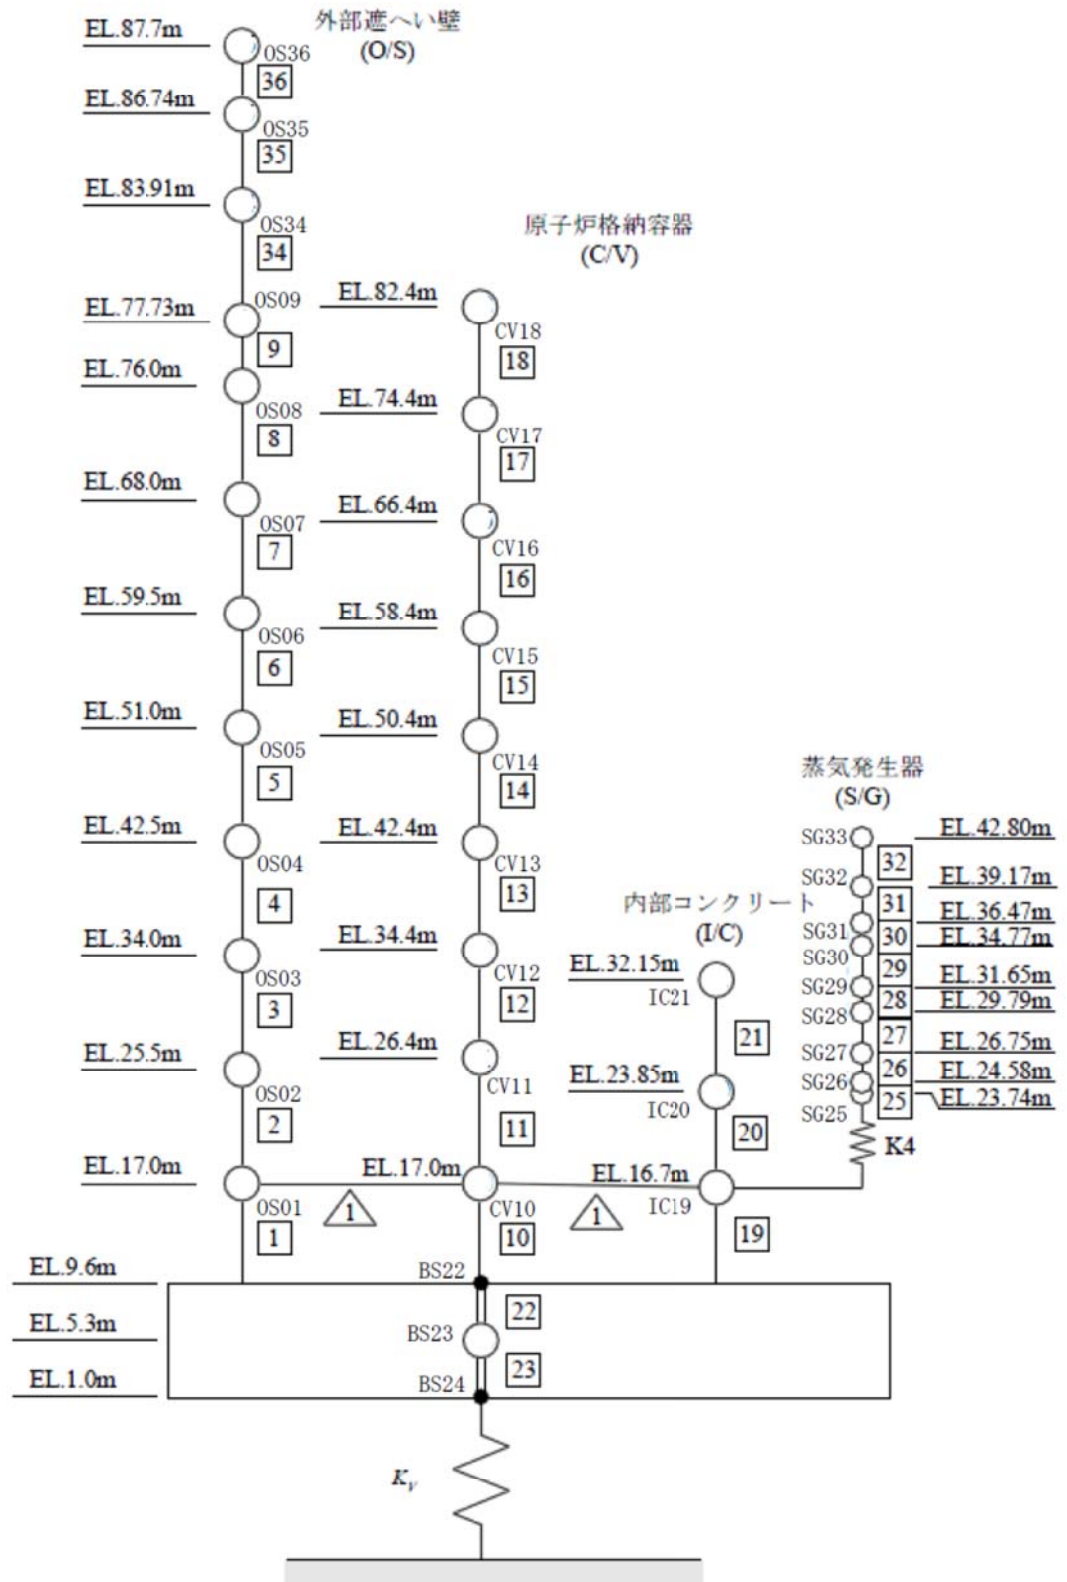 外部遮へい壁
(O/S)
EL.87.7m
OS36
36
EL.86.74m
OS35
35
EL.83.91m
OS34
34
EL.77.73m
OS09
9
EL.76.0m
OS08
8
EL.68.0m
OS07
7
EL.59.5m
OS06
6
EL.51.0m
OS05
5
EL.42.5m
OS04
4
EL.34.0m
OS03
3
EL.25.5m
OS02
2
EL.17.0m
OS01
1
1
原子炉格納容器
(C/V)
EL.82.4m
CV18
18
EL.74.4m
CV17
17
EL.66.4m
CV16
16
EL.58.4m
CV15
15
EL.50.4m
CV14
14
EL.42.4m
CV13
13
EL.34.4m
CV12
12
EL.26.4m
CV11
11
EL.17.0m
CV10
10
1
内部コンクリート
(I/C)
EL.32.15m
IC21
21
EL.23.85m
IC20
20
EL.16.7m
IC19
19
蒸気発生器
(S/G)
SG33
EL.42.80m
32
SG32
EL.39.17m
31
SG31
EL.36.47m
30
SG30
EL.34.77m
29
SG29
EL.31.65m
28
SG28
EL.29.79m
27
SG27
EL.26.75m
26
SG26
EL.24.58m
25
SG25
EL.23.74m
K4
EL.9.6m
BS22
22
EL.5.3m
BS23
23
EL.1.0m
BS24
KV